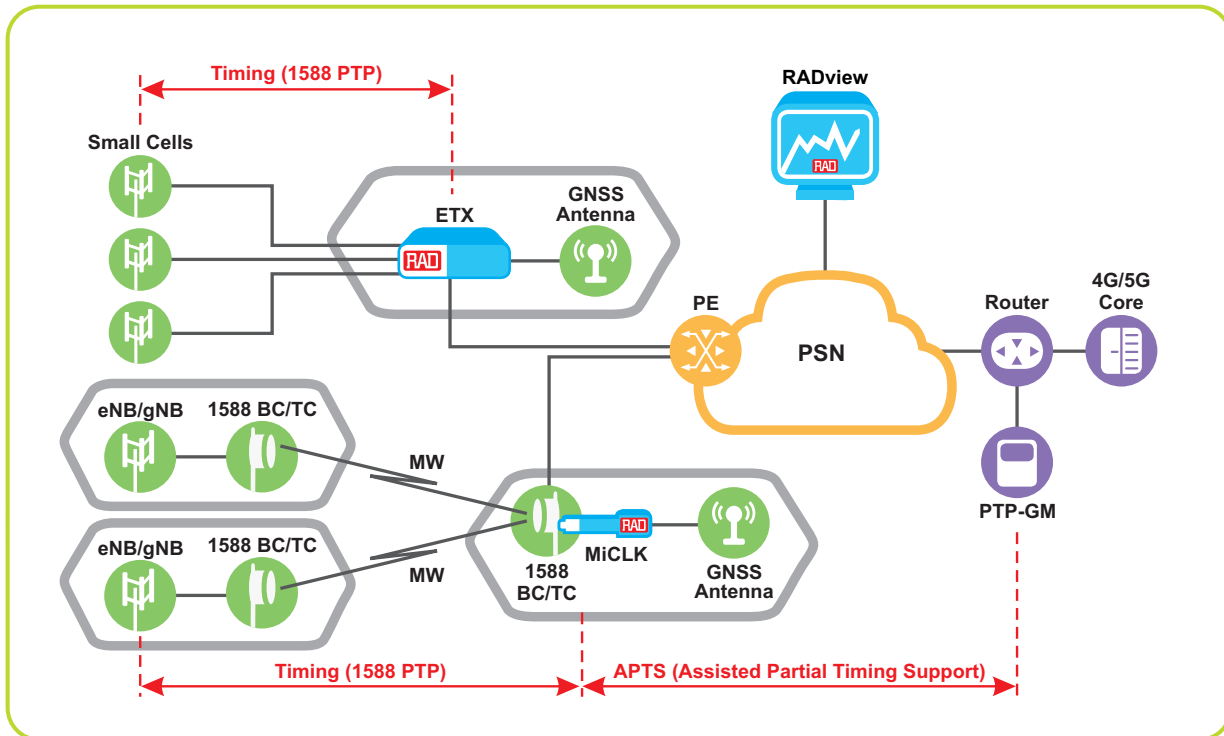 Timing (1588 PTP)
RADview
RAD
Small Cells
GNSS
Antenna
ETX
RAD
PE
PSN
Router
4G/5G
Core
eNB/gNB
1588 BC/TC
MW
PTP-GM
eNB/gNB
1588 BC/TC
MW
RAD
MiCLK
1588
BC/TC
GNSS
Antenna
Timing (1588 PTP)
APTS (Assisted Partial Timing Support)